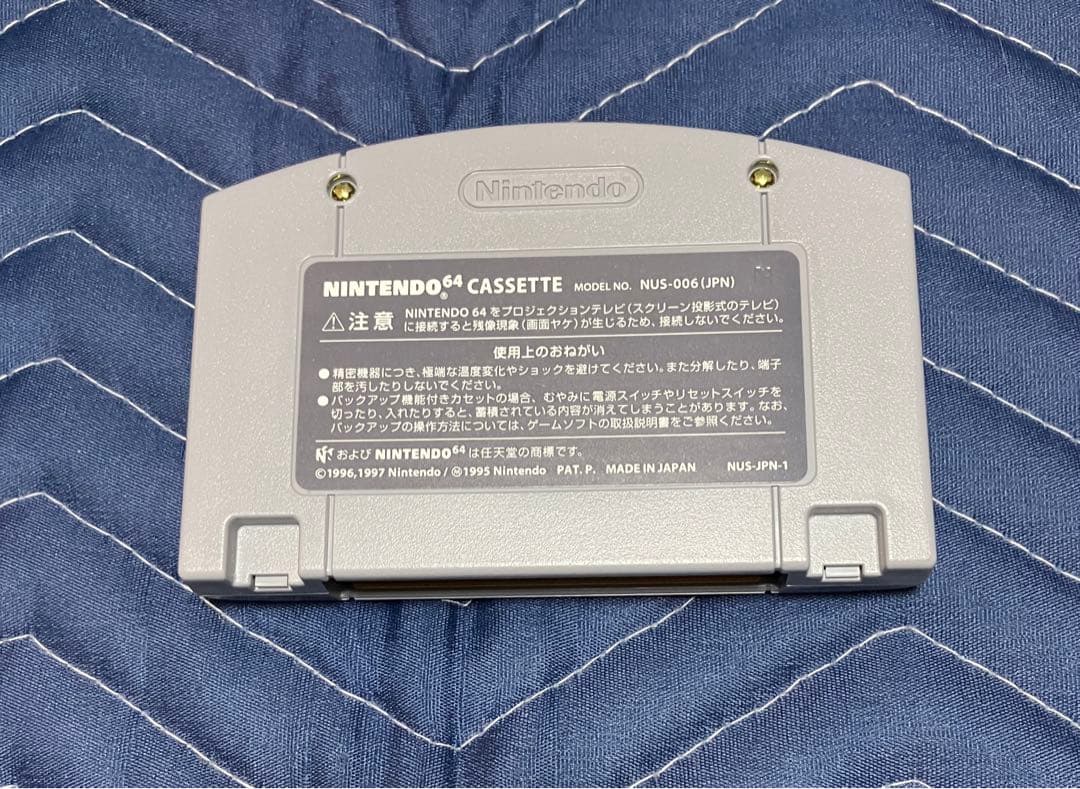 Nintendo
NINTENDO64 CASSETTE MODEL NO. NUS-006(JPN)
⚠注意 NINTENDO 64をプロジェクションテレビ(スクリーン投影式のテレビ)
に接続すると残像現象(画面ヤケ)が生じるため、接続しないでください。
使用上のおねがい
●精密機器につき、極端な温度変化やショックを避けてください。また分解したり、端子
部を汚したりしないでください。
●バックアップ機能付きカセットの場合、むやみに電源スイッチやリセットスイッチを
切ったり、入れたりすると、蓄積されている内容が消えてしまうことがあります。なお、
バックアップの操作方法については、ゲームソフトの取扱説明書をご参照ください。
および NINTENDO64 は任天堂の商標です。
©1996,1997 Nintendo/Ⓜ1995 Nintendo PAT. P. MADE IN JAPAN NUS-JPN-1